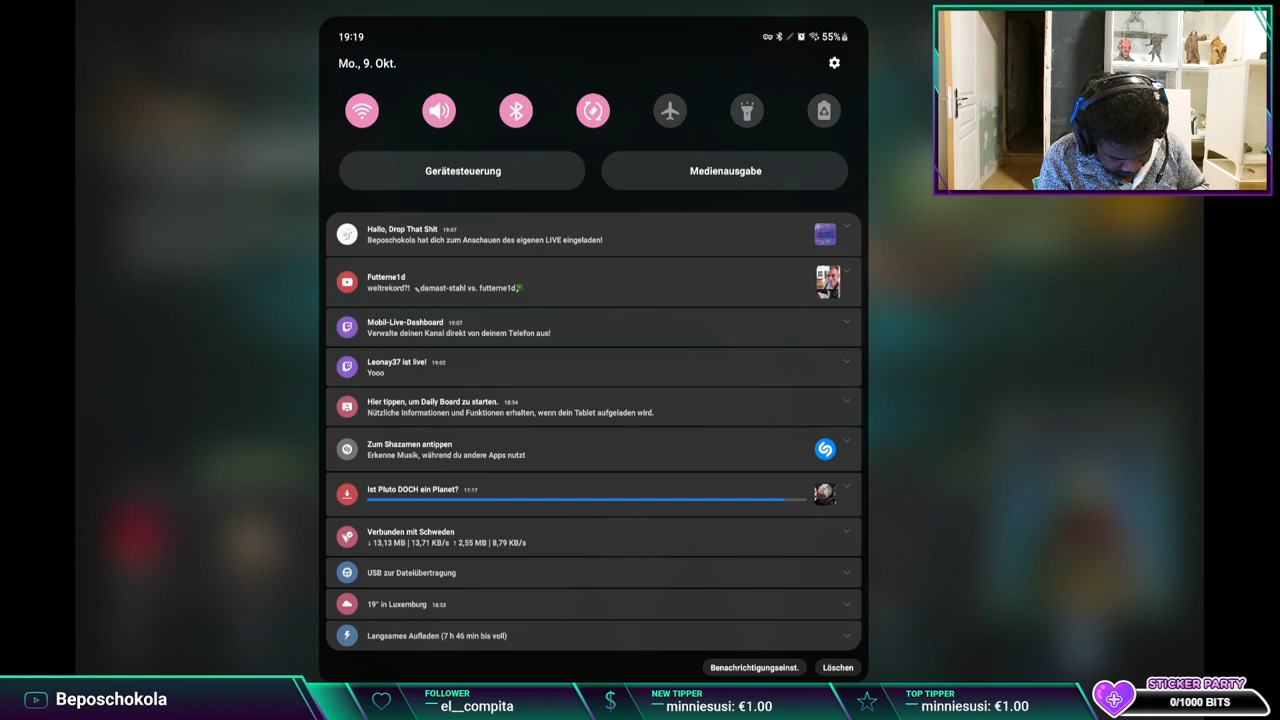 19:19
55%
Mo., 9. Okt.
Gerätesteuerung
Medienausgabe
Hallo, Drop That Shit 19:07
Beposchokola hat dich zum Anschauen des eigenen LIVE eingeladen!
Futterne1d
weltrekord?! damast-stahl vs. futterne1d
Mobil-Live-Dashboard 19:07
Verwalte deinen Kanal direkt von deinem Telefon aus!
Leonay37 ist live! 19:02
Yooo
Hier tippen, um Daily Board zu starten. 18:54
Nützliche Informationen und Funktionen erhalten, wenn dein Tablet aufgeladen wird.
Zum Shazamen antippen
Erkenne Musik, während du andere Apps nutzt
Ist Pluto DOCH ein Planet? 17:17
Verbunden mit Schweden
↓ 13,13 MB | 13,71 KB/s ↑ 2,55 MB | 8,79 KB/s
USB zur Dateiübertragung
19° in Luxemburg 18:53
Langsames Aufladen (7 h 46 min bis voll)
Benachrichtigungseinst.
Löschen
Beposchokola
FOLLOWER
el__compita
NEW TIPPER
minniesusi: €1.00
TOP TIPPER
minniesusi: €1.00
STICKER PARTY
0/1000 BITS